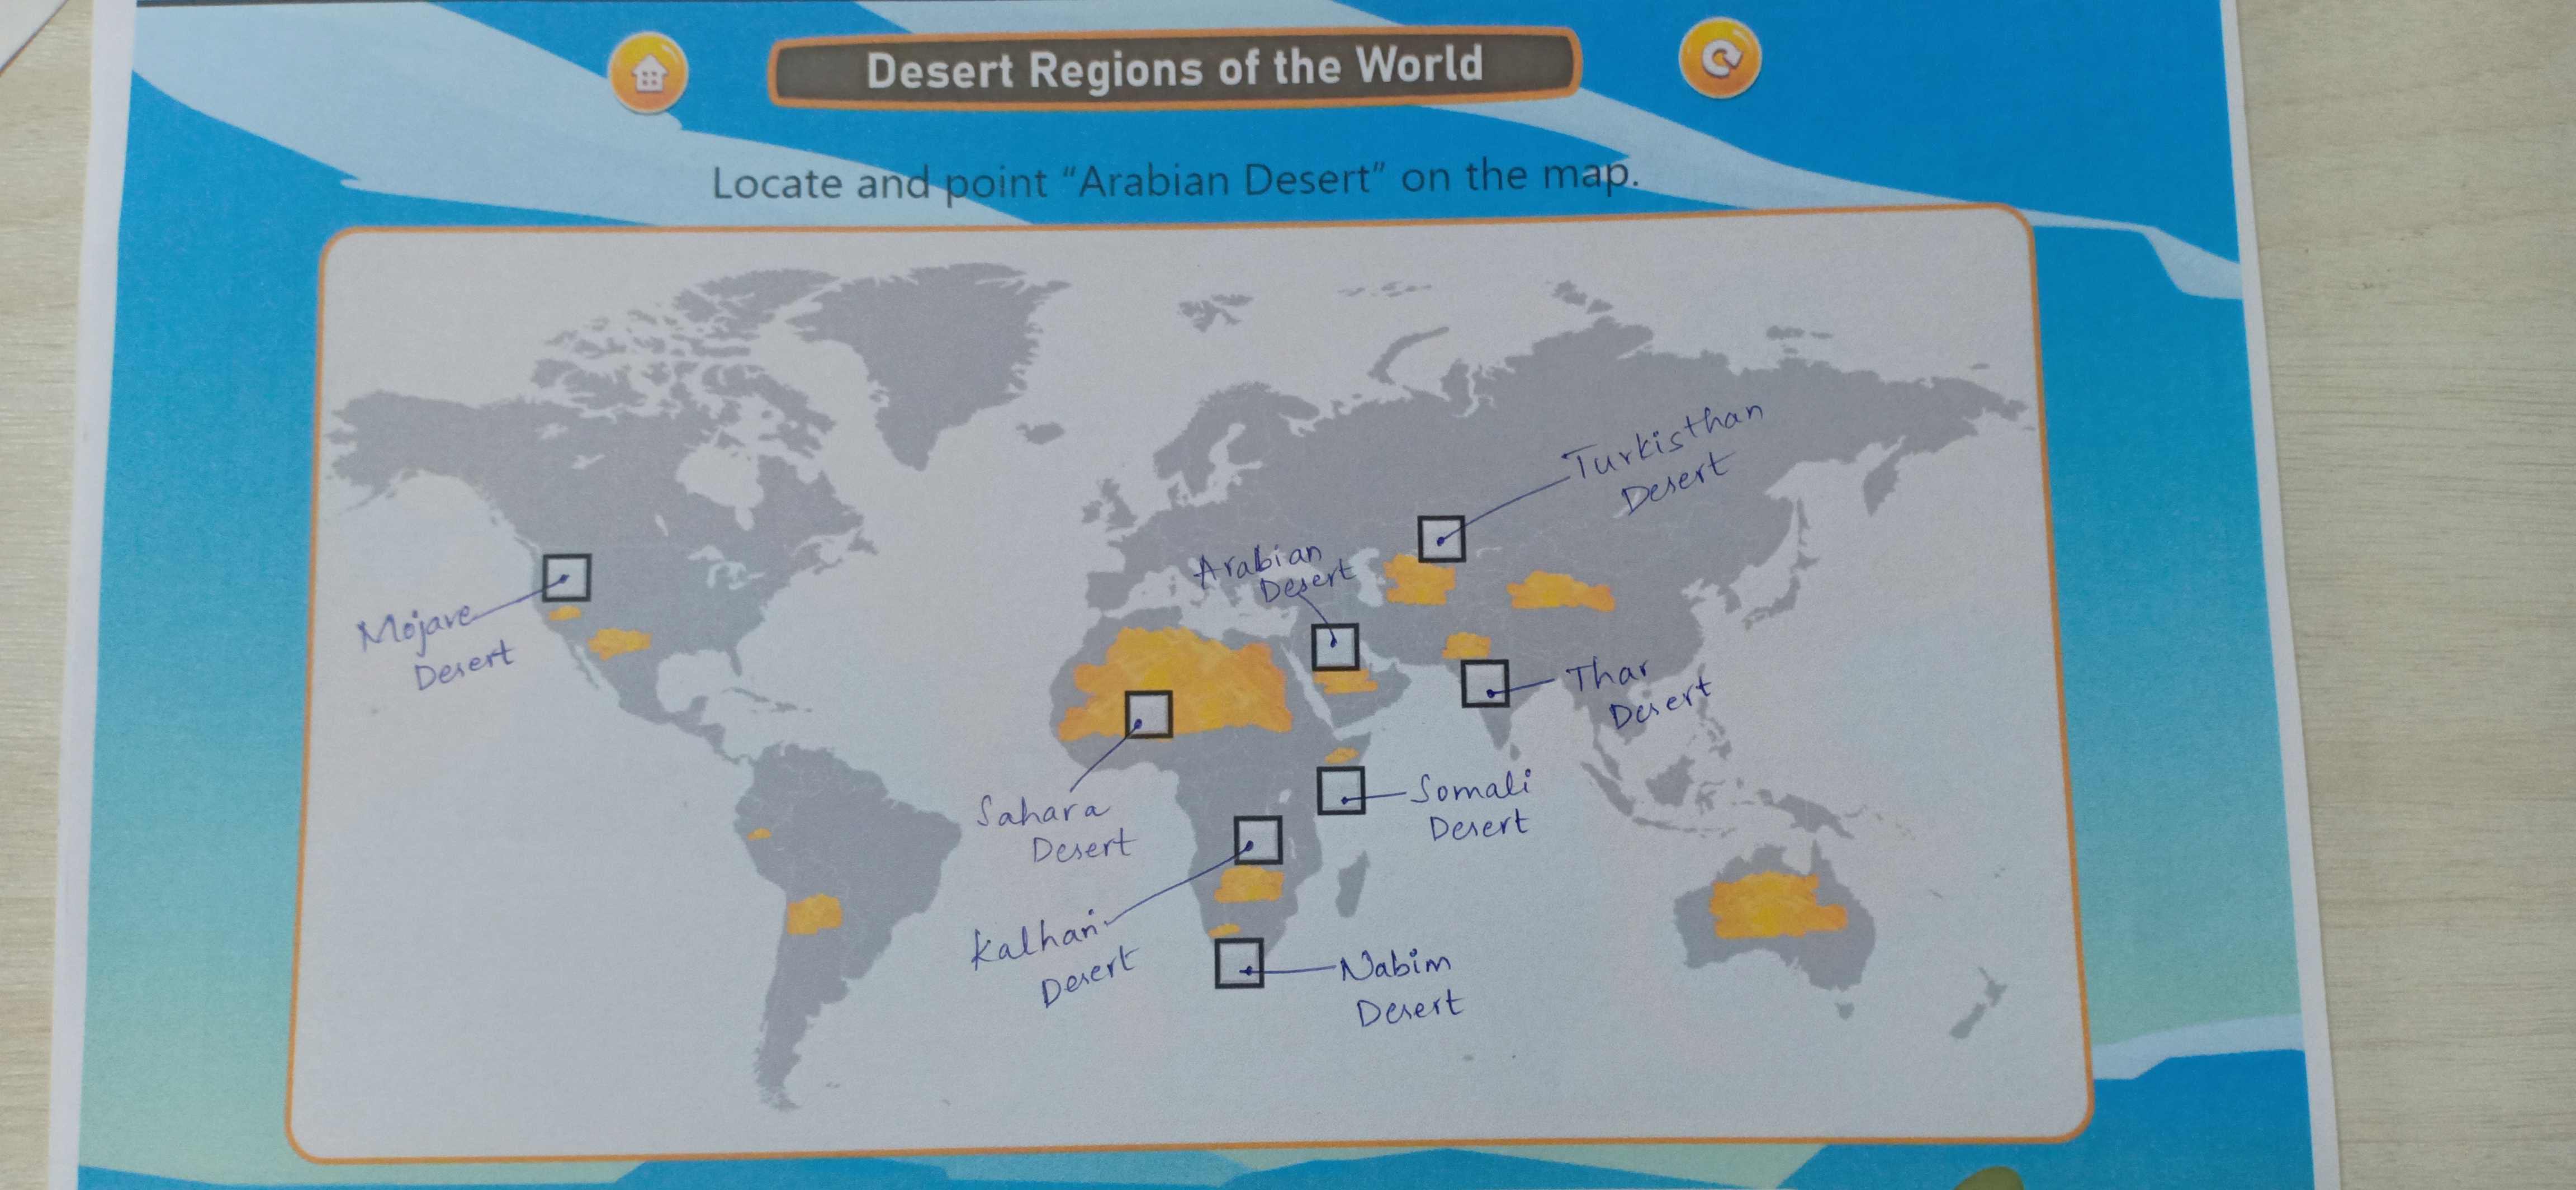 Desert Regions of the World
Locate and point “Arabian Desert” on the map.
Turkisthan
Desert
Arabian
Desert
Mojave
Desert
Thar
Desert
Sahara
Desert
Somali
Desert
Kalhari
Desert
Nabim
Desert